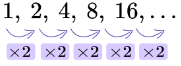 1, 2, 4, 8, 16, ...
×2 ×2 ×2 ×2 ×2